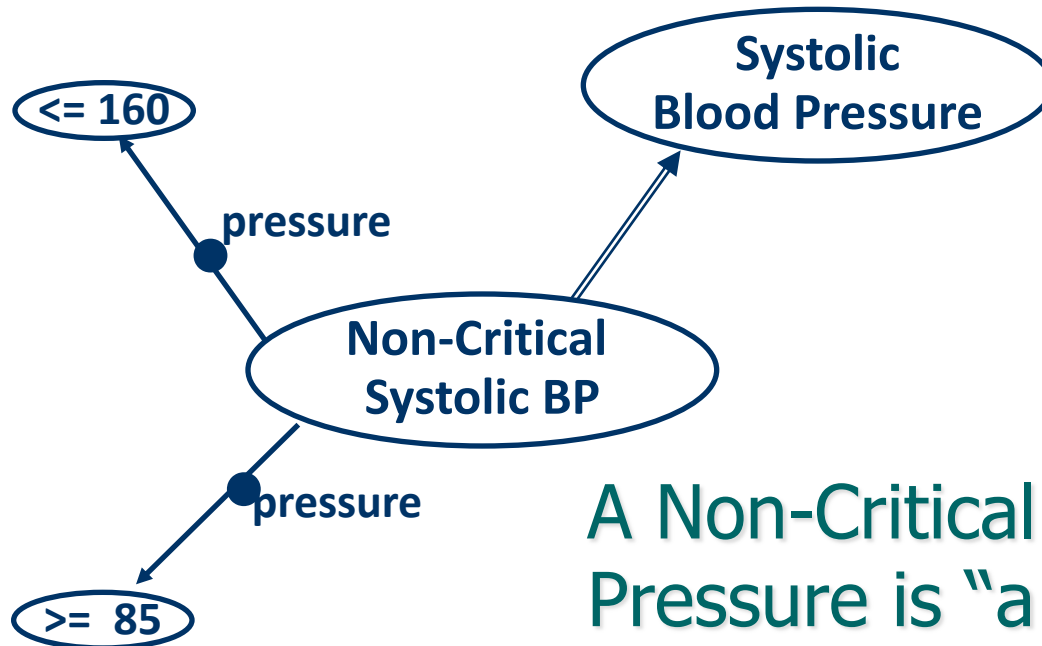 Systolic
Blood Pressure
<= 160
pressure
Non-Critical
Systolic BP
pressure
A Non-Critical
Pressure is “a
>= 85